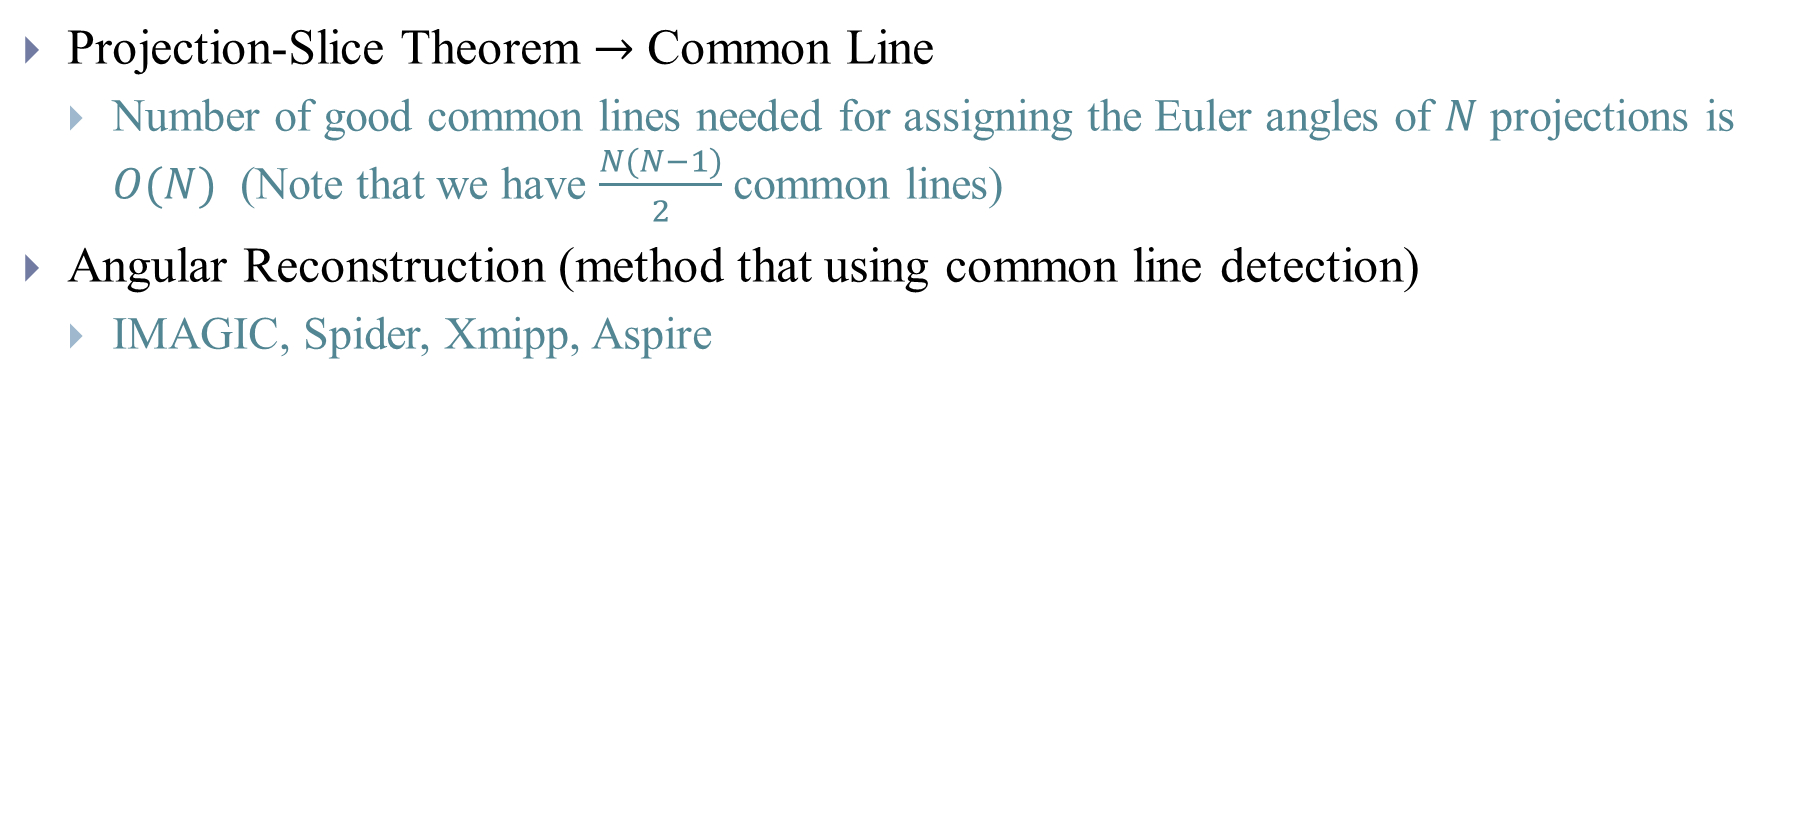 Projection-Slice Theorem → Common Line
Number of good common lines needed for assigning the Euler angles of N projections is
O(N) (Note that we have N(N−1)/2 common lines)
Angular Reconstruction (method that using common line detection)
IMAGIC, Spider, Xmipp, Aspire